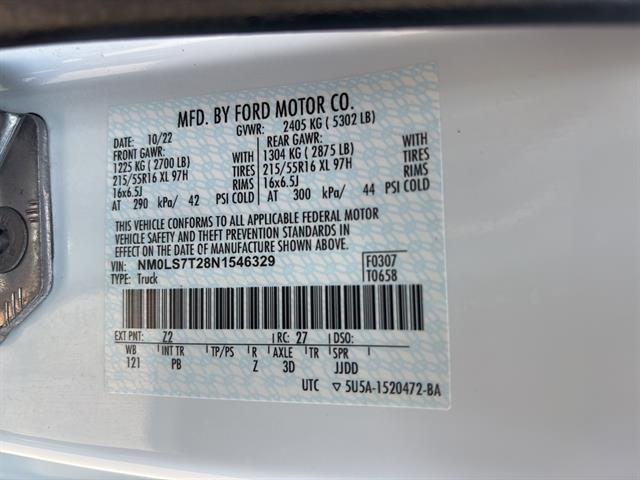 MFD. BY FORD MOTOR CO.
DATE: 10/22 GVWR: 2405 KG ( 5302 LB)
FRONT GAWR: REAR GAWR:
1225 KG ( 2700 LB) WITH 1304 KG ( 2875 LB) WITH
215/55R16 XL 97H TIRES 215/55R16 XL 97H TIRES
16x6.5J RIMS 16x6.5J RIMS
AT 290 kPa/ 42 PSI COLD AT 300 kPa/ 44 PSI COLD
THIS VEHICLE CONFORMS TO ALL APPLICABLE FEDERAL MOTOR
VEHICLE SAFETY AND THEFT PREVENTION STANDARDS IN
EFFECT ON THE DATE OF MANUFACTURE SHOWN ABOVE.
VIN: NM0LS7T28N1546329 F0307
TYPE: Truck T0658
EXT PNT: Z2 RC: 27 DSO:
WB INT TR TP/PS R AXLE TR SPR
121 PB Z 3D JJDD
UTC ▽ 5U5A-1520472-BA